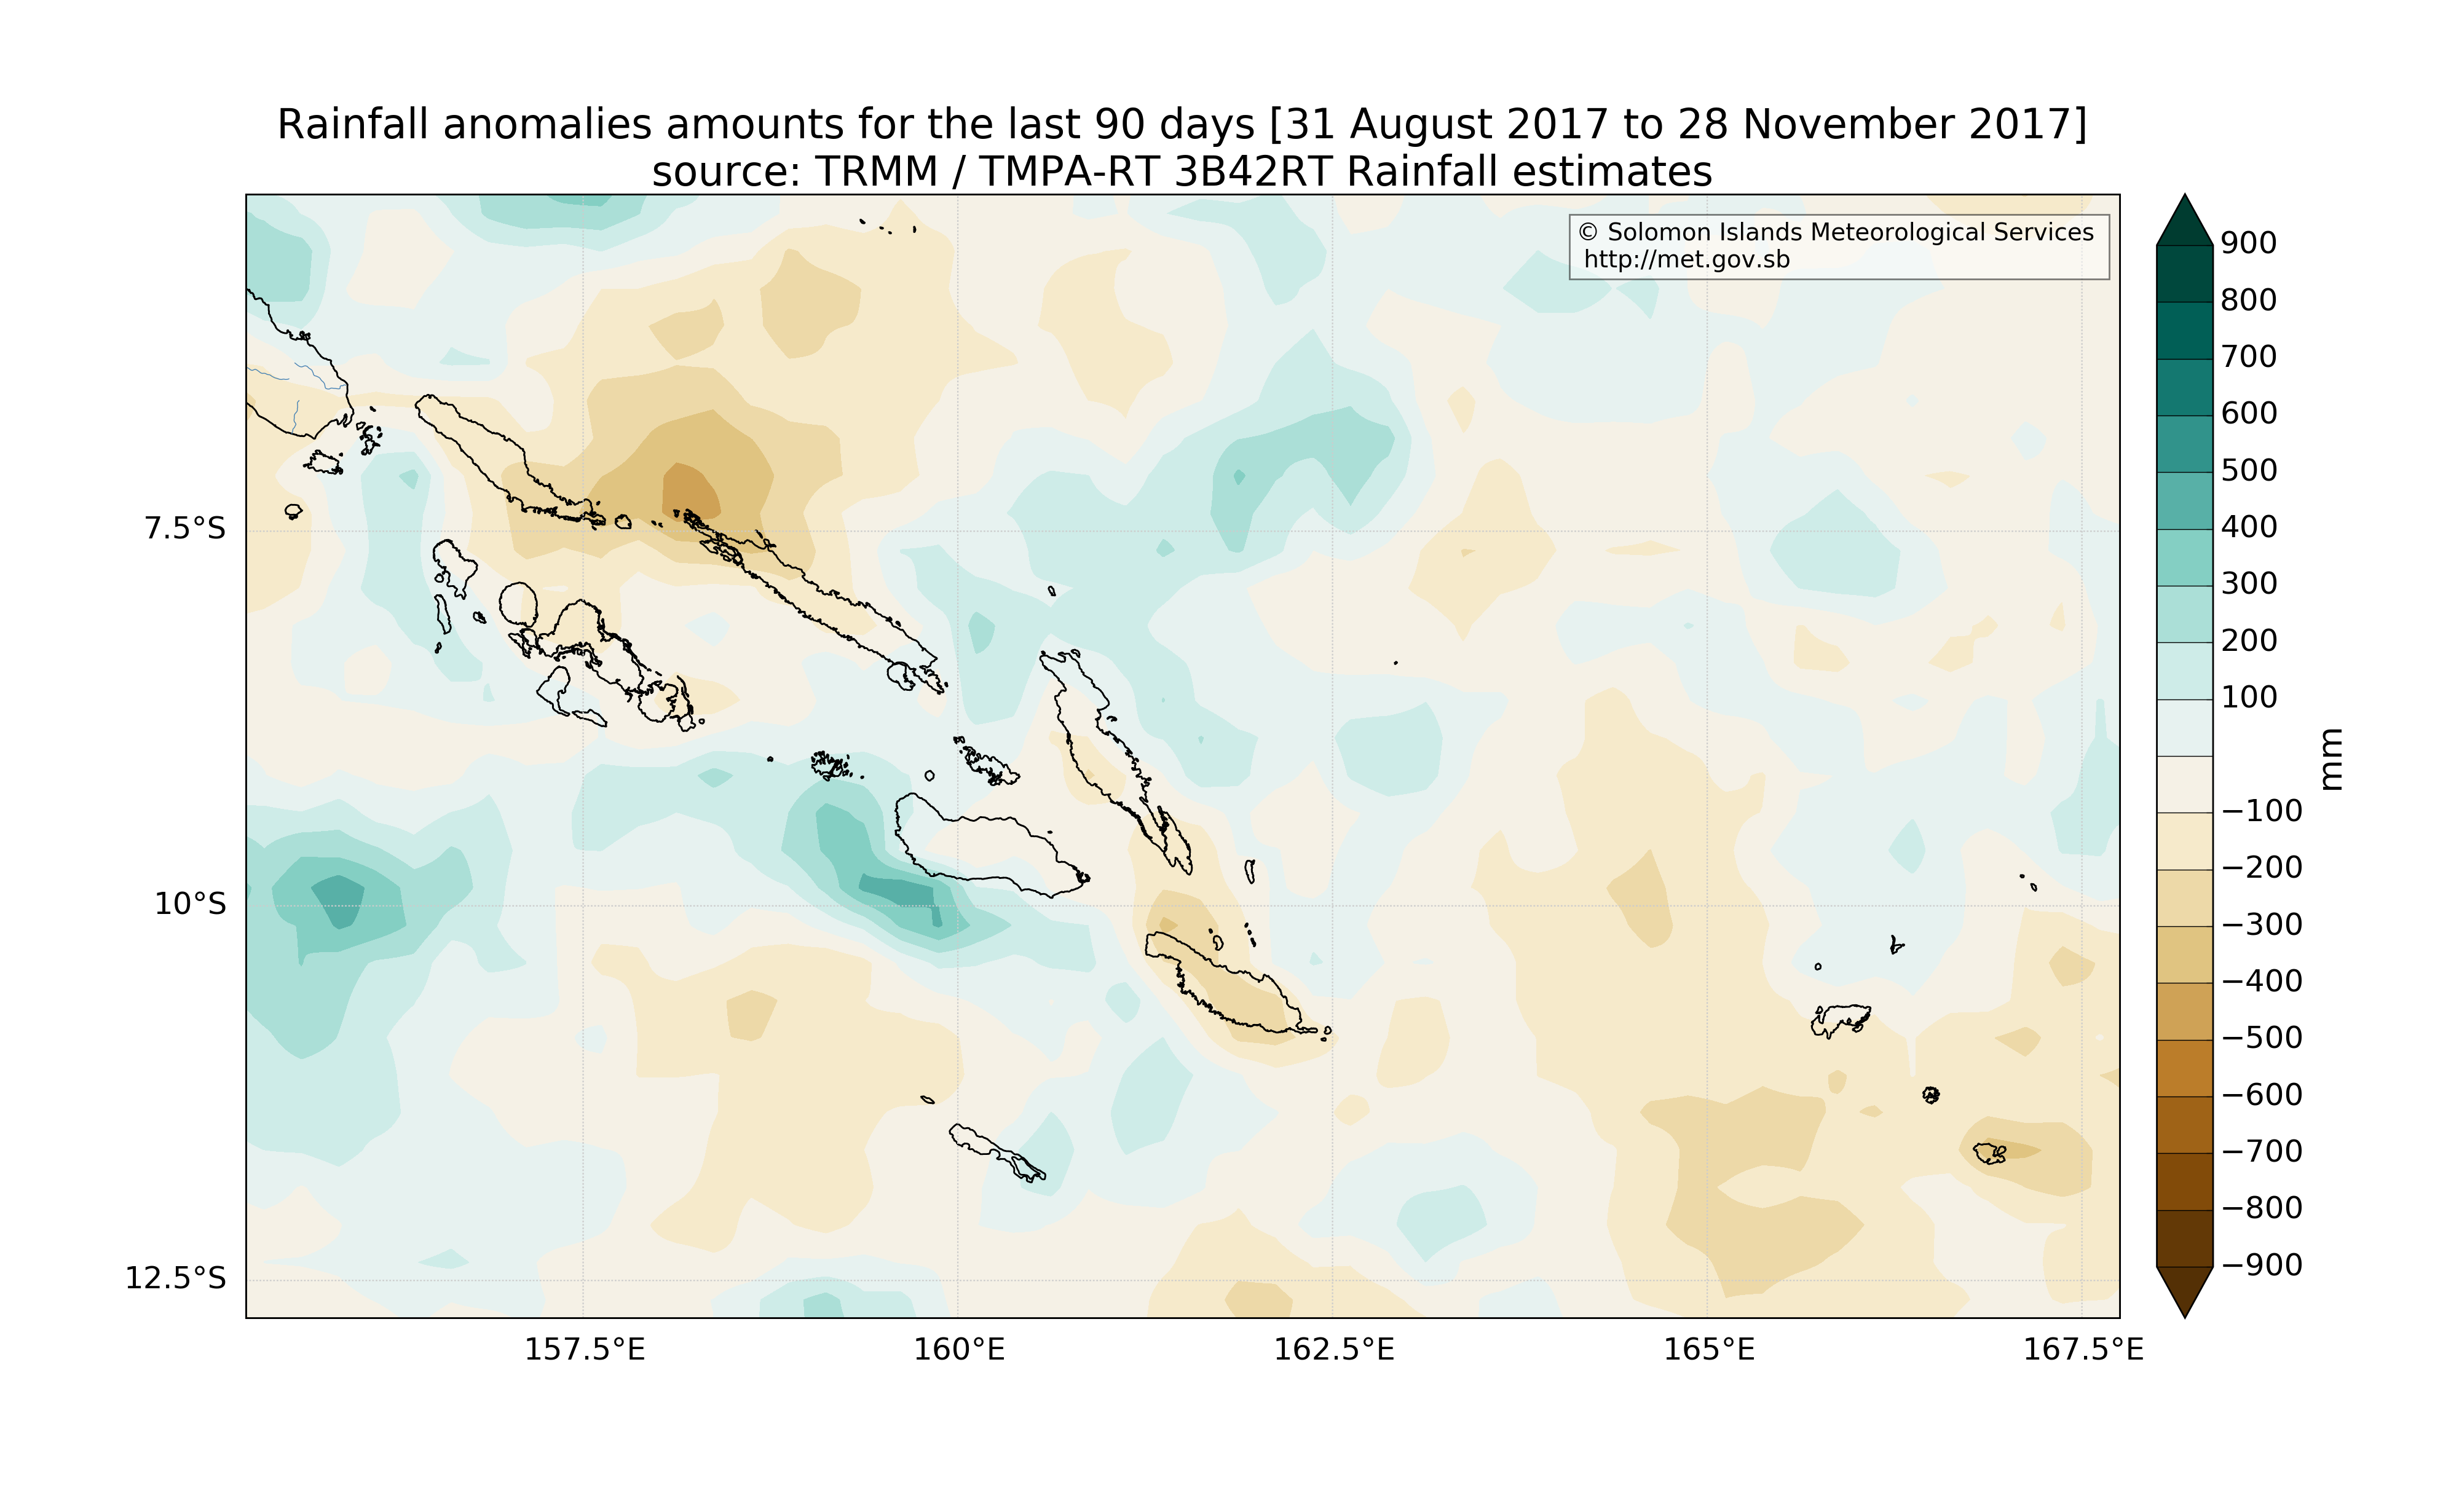 Rainfall anomalies amounts for the last 90 days [31 August 2017 to 28 November 2017]
source: TRMM / TMPA-RT 3B42RT Rainfall estimates
© Solomon Islands Meteorological Services
http://met.gov.sb
7.5°S
10°S
12.5°S
157.5°E
160°E
162.5°E
165°E
167.5°E
900
800
700
600
500
400
300
200
100
−100
−200
−300
−400
−500
−600
−700
−800
−900
mm